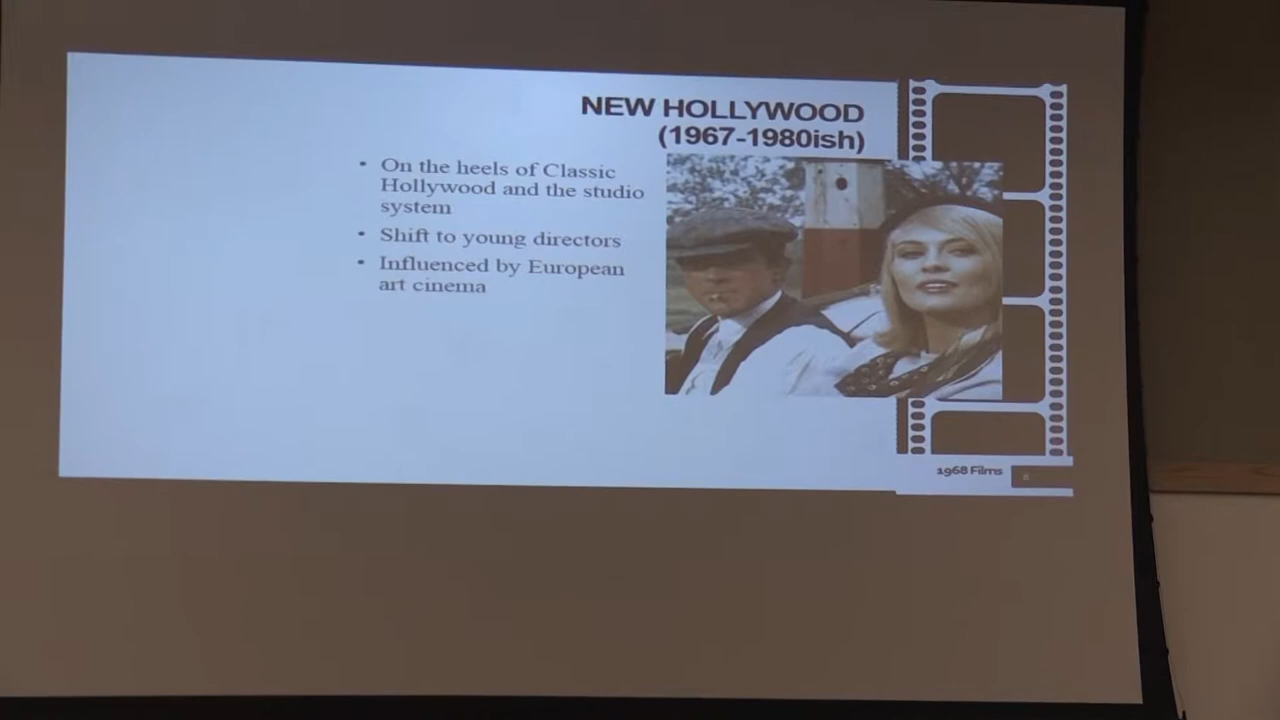 NEW HOLLYWOOD
(1967-1980ish)
• On the heels of Classic
Hollywood and the studio
system
• Shift to young directors
• Influenced by European
art cinema
1968 Films